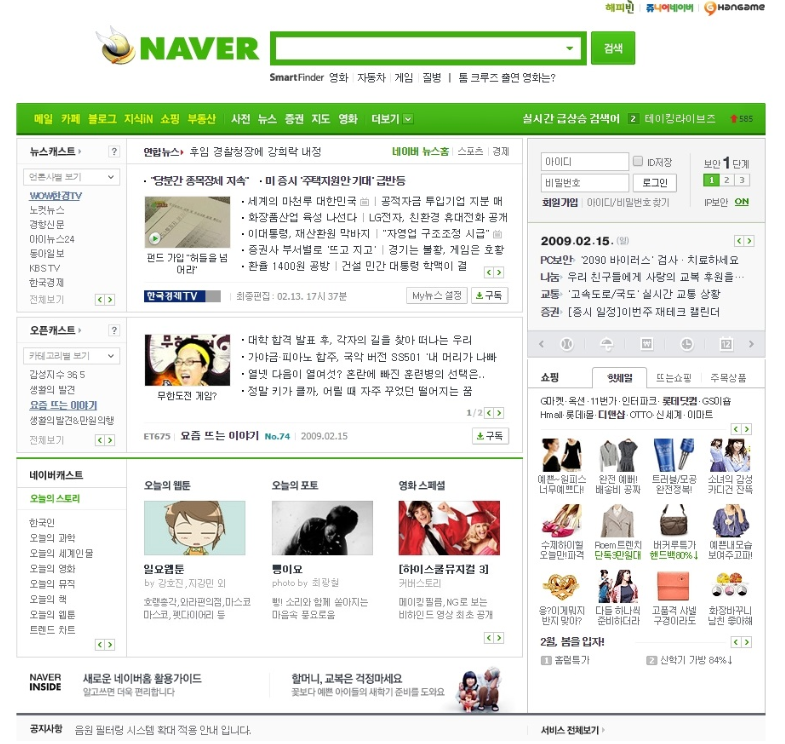 해피빈 쥬니어네이버 HANGAME
NAVER
검색
SmartFinder 영화 자동차 게임 질병 | 톰 크루즈 출연 영화는?
메일 카페 블로그 지식iN 쇼핑 부동산 사전 뉴스 증권 지도 영화 더보기
실시간 급상승 검색어 2 테이킹라이브즈 585
뉴스캐스트 ?
언론사별 보기
WOW한경TV
노컷뉴스
경향신문
아이뉴스24
동아일보
KBS TV
한국경제
전체보기
연합뉴스 후임 경찰청장에 강희락 내정
네이버 뉴스홈 스포츠 경제
· "당분간 종목장세 지속" · 미 증시 '주택지원안 기대' 급반등
펀드 가입 "허들을 넘
어라"
· 세계의 마천루 대한민국 공적자금 투입기업 지분 매
· 화장품산업 육성 나선다 LG전자, 친환경 휴대전화 공개
· 이대통령, 재산환원 막바지 "자영업 구조조정 시급"
· 증권사 부서별로 '뜨고 지고' 경기는 불황, 게임은 호황
· 환율 1400원 공방 건설 민간 대통령 학맥이 결
한국경제TV 최종편집 : 02.13. 17시 37분
My뉴스 설정 구독
아이디
ID저장
비밀번호
로그인
회원가입 아이디/비밀번호 찾기
보안 1단계
1 2 3
IP보안 ON
2009.02.15. (일)
PC보안 '2090 바이러스' 검사·치료하세요
나눔 우리 친구들에게 사랑의 교복 후원을…
교통 '고속도로/국도' 실시간 교통 상황
증권 [증시 일정]이번주 재테크 캘린더
오픈캐스트 ?
카테고리별 보기
감성지수 36.5
생활의 발견
요즘 뜨는 이야기
생활의발견&만원의행
전체보기
무한도전
무한도전 게임?
· 대학 합격 발표 후, 각자의 길을 찾아 떠나는 우리
· 가야금·피아노 합주, 국악 버전 SS501 '내 머리가 나빠
· 열넷 다음이 열여섯? 혼란에 빠진 훈련병의 선택은..
· 정말 키가 클까, 어릴 때 자주 꾸었던 떨어지는 꿈
1/2
ET675 요즘 뜨는 이야기 No.74 2009.02.15
구독
쇼핑 핫세일 뜨는쇼핑 주목상품
G마켓·옥션·11번가·인터파크·롯데닷컴·GS이숍
Hmall·롯데i몰·디앤샵·OTTO·신세계·이마트
예쁜~원피스
너무예쁘다!
완전 예뻐!
배송비 공짜
트러블/모공
완전정복!
소녀의 감성
카디건 잔뜩
수제하이힐
오늘만!파격
Roem트렌치
단독3만원대
버커루특가
핸드백80%↓
예쁜내모습
보여주고파!
응?이게뭐지
반지 맞아?
다들 하나씩
준비하더라
고품격 샤넬
구경이라도
화장바꾸니
날친 좋아해
2월, 봄을 입자!
1 홈럼특가 2 신학기 가방 84%↓
네이버캐스트
오늘의 스토리
한국인
오늘의 과학
오늘의 세계인물
오늘의 영화
오늘의 뮤직
오늘의 책
오늘의 웹툰
트렌드 차트
오늘의 웹툰
일요웹툰
by 강호진,지강민 외
호랭총각,와라편의점,마스코
마스코,펫다이어리 등
오늘의 포토
뻥이요
photo by 최광철
뻥! 소리와 함께 쏟아지는
마음속 풍요로움
영화 스페셜
[하이스쿨뮤지컬 3]
커버스토리
메이킹필름,NG로 보는
비하인드 영상 최초 공개
NAVER
INSIDE
새로운 네이버홈 활용가이드
알고쓰면 더욱 편리합니다
할머니, 교복은 걱정마세요
꽃보다 예쁜 아이들의 새학기 준비를 도와요
공지사항 음원 필터링 시스템 확대 적용 안내 입니다.
서비스 전체보기